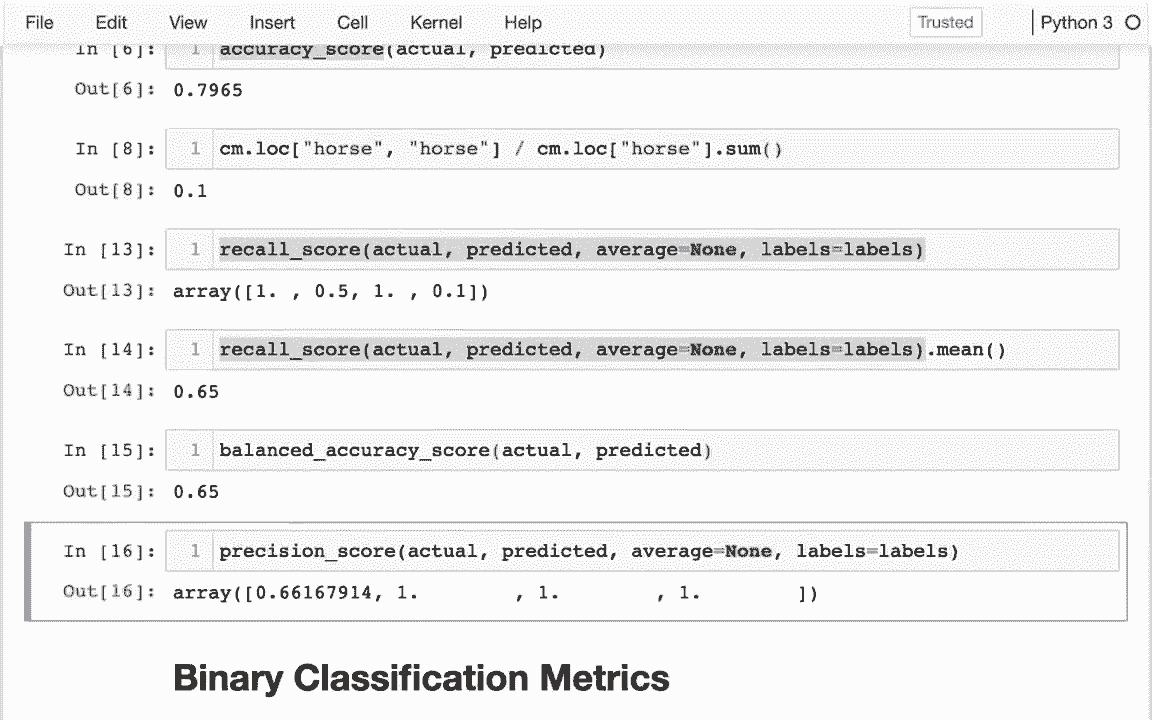 File Edit View Insert Cell Kernel Help Trusted Python 3
In [6]: 1 accuracy_score(actual, predicted)
Out[6]: 0.7965
In [8]: 1 cm.loc["horse", "horse"] / cm.loc["horse"].sum()
Out[8]: 0.1
In [13]: 1 recall_score(actual, predicted, average=None, labels=labels)
Out[13]: array([1. , 0.5, 1. , 0.1])
In [14]: 1 recall_score(actual, predicted, average=None, labels=labels).mean()
Out[14]: 0.65
In [15]: 1 balanced_accuracy_score(actual, predicted)
Out[15]: 0.65
In [16]: 1 precision_score(actual, predicted, average=None, labels=labels)
Out[16]: array([0.66167914, 1.        , 1.        , 1.        ])
Binary Classification Metrics